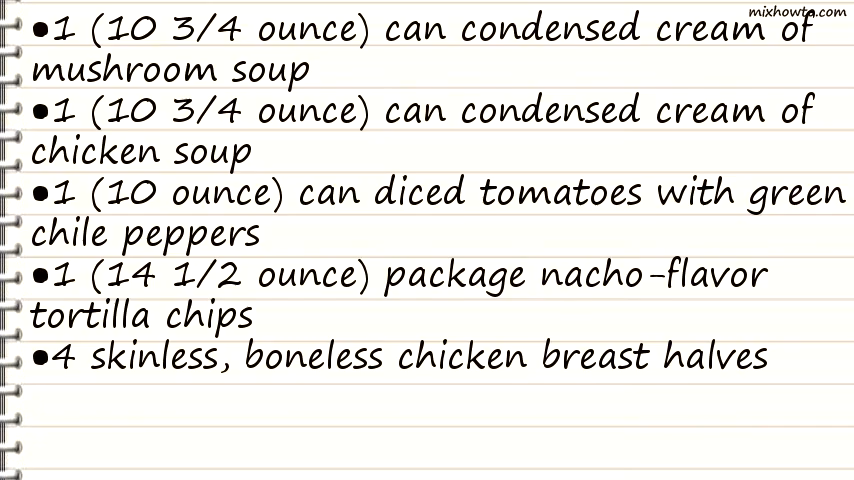 mixhowto.com
•1 (10 3/4 ounce) can condensed cream of
mushroom soup
•1 (10 3/4 ounce) can condensed cream of
chicken soup
•1 (10 ounce) can diced tomatoes with green
chile peppers
•1 (14 1/2 ounce) package nacho-flavor
tortilla chips
•4 skinless, boneless chicken breast halves